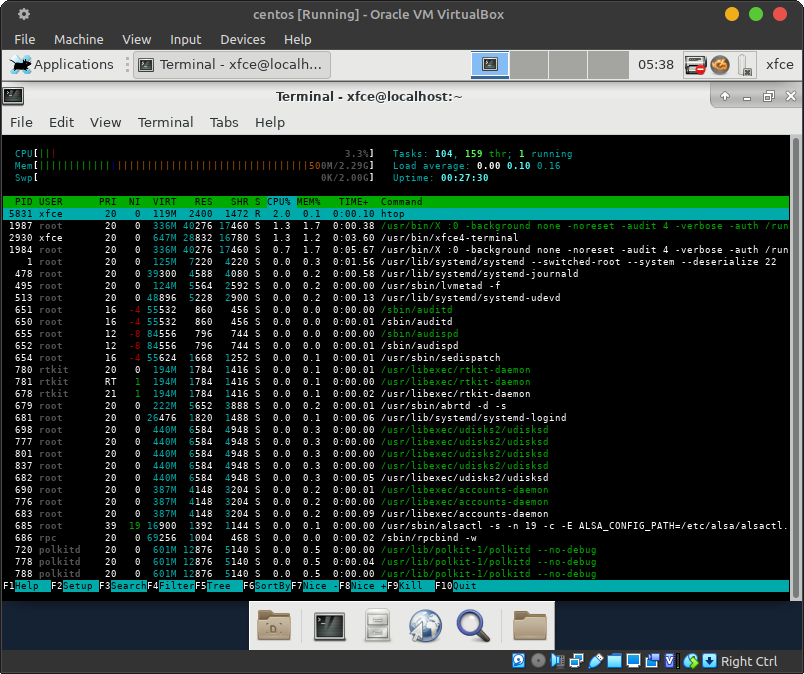 centos [Running] - Oracle VM VirtualBox
File Machine View Input Devices Help
Applications Terminal - xfce@localh... 05:38 xfce
Terminal - xfce@localhost:~
File Edit View Terminal Tabs Help
CPU[||| 3.3%] Tasks: 104, 159 thr; 1 running
Mem[ 500M/2.29G] Load average: 0.00 0.10 0.16
Swp[ 0K/2.00G] Uptime: 00:27:30
PID USER PRI NI VIRT RES SHR S CPU% MEM% TIME+ Command
5831 xfce 20 0 119M 2400 1472 R 2.0 0.1 0:00.10 htop
1987 root 20 0 336M 40276 17460 S 1.3 1.7 0:00.38 /usr/bin/X :0 -background none -noreset -audit 4 -verbose -auth /run
2930 xfce 20 0 647M 28832 16780 S 1.3 1.2 0:03.60 /usr/bin/xfce4-terminal
1984 root 20 0 336M 40276 17460 S 0.7 1.7 0:05.67 /usr/bin/X :0 -background none -noreset -audit 4 -verbose -auth /run
1 root 20 0 125M 7220 4220 S 0.0 0.3 0:01.56 /usr/lib/systemd/systemd --switched-root --system --deserialize 22
478 root 20 0 39300 4588 4080 S 0.0 0.2 0:00.58 /usr/lib/systemd/systemd-journald
495 root 20 0 124M 5564 2592 S 0.0 0.2 0:00.00 /usr/sbin/lvmetad -f
513 root 20 0 48896 5228 2900 S 0.0 0.2 0:00.13 /usr/lib/systemd/systemd-udevd
651 root 16 -4 55532 860 456 S 0.0 0.0 0:00.00 /sbin/auditd
650 root 16 -4 55532 860 456 S 0.0 0.0 0:00.01 /sbin/auditd
655 root 12 -8 84556 796 744 S 0.0 0.0 0:00.00 /sbin/audispd
652 root 12 -8 84556 796 744 S 0.0 0.0 0:00.01 /sbin/audispd
654 root 16 -4 55624 1668 1252 S 0.0 0.1 0:00.01 /usr/sbin/sedispatch
780 rtkit 20 0 194M 1784 1416 S 0.0 0.1 0:00.01 /usr/libexec/rtkit-daemon
781 rtkit RT 1 194M 1784 1416 S 0.0 0.1 0:00.00 /usr/libexec/rtkit-daemon
678 rtkit 21 1 194M 1784 1416 S 0.0 0.1 0:00.02 /usr/libexec/rtkit-daemon
679 root 20 0 222M 5652 3888 S 0.0 0.2 0:00.01 /usr/sbin/abrtd -d -s
681 root 20 0 26476 1820 1488 S 0.0 0.1 0:00.06 /usr/lib/systemd/systemd-logind
698 root 20 0 440M 6584 4948 S 0.0 0.3 0:00.00 /usr/libexec/udisks2/udisksd
777 root 20 0 440M 6584 4948 S 0.0 0.3 0:00.00 /usr/libexec/udisks2/udisksd
801 root 20 0 440M 6584 4948 S 0.0 0.3 0:00.00 /usr/libexec/udisks2/udisksd
837 root 20 0 440M 6584 4948 S 0.0 0.3 0:00.00 /usr/libexec/udisks2/udisksd
682 root 20 0 440M 6584 4948 S 0.0 0.3 0:00.05 /usr/libexec/udisks2/udisksd
690 root 20 0 387M 4148 3204 S 0.0 0.2 0:00.01 /usr/libexec/accounts-daemon
776 root 20 0 387M 4148 3204 S 0.0 0.2 0:00.00 /usr/libexec/accounts-daemon
683 root 20 0 387M 4148 3204 S 0.0 0.2 0:00.09 /usr/libexec/accounts-daemon
685 root 39 19 16900 1392 1144 S 0.0 0.1 0:00.00 /usr/sbin/alsactl -s -n 19 -c -E ALSA_CONFIG_PATH=/etc/alsa/alsactl.
686 rpc 20 0 69256 1004 468 S 0.0 0.0 0:00.02 /sbin/rpcbind -w
720 polkitd 20 0 601M 12876 5140 S 0.0 0.5 0:00.00 /usr/lib/polkit-1/polkitd --no-debug
778 polkitd 20 0 601M 12876 5140 S 0.0 0.5 0:00.04 /usr/lib/polkit-1/polkitd --no-debug
788 polkitd 20 0 601M 12876 5140 S 0.0 0.5 0:00.00 /usr/lib/polkit-1/polkitd --no-debug
F1Help F2Setup F3SearchF4FilterF5Tree F6SortByF7Nice -F8Nice +F9Kill F10Quit
Right Ctrl